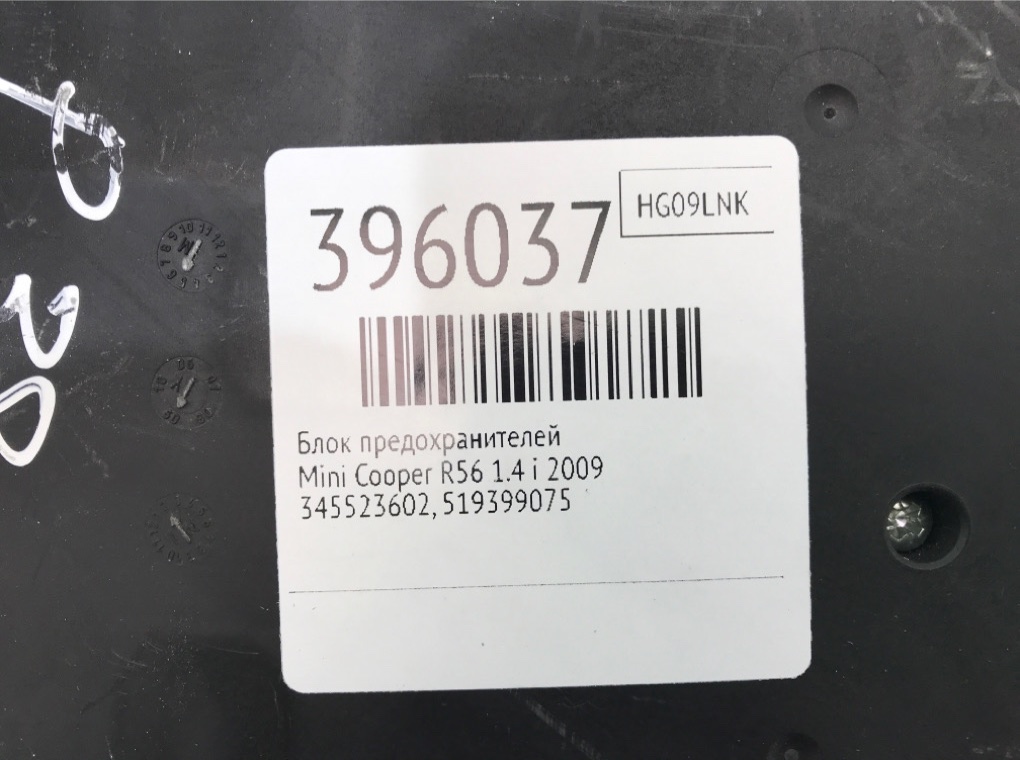 396037
HG09LNK
Блок предохранителей
Mini Cooper R56 1.4 i 2009
345523602,519399075